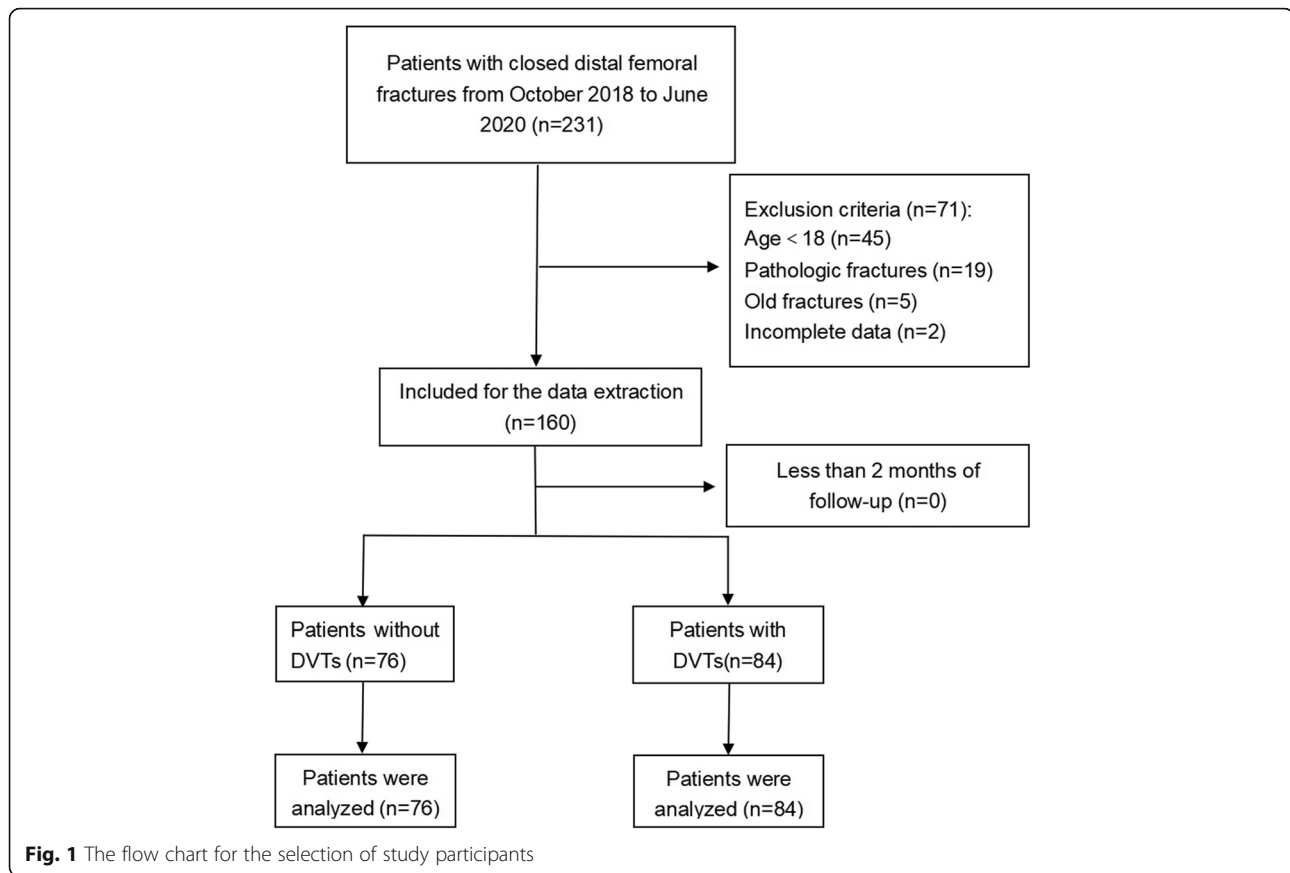 Patients with closed distal femoral
fractures from October 2018 to June
2020 (n=231)
Exclusion criteria (n=71):
Age < 18 (n=45)
Pathologic fractures (n=19)
Old fractures (n=5)
Incomplete data (n=2)
Included for the data extraction
(n=160)
Less than 2 months of
follow-up (n=0)
Patients without
DVTs (n=76)
Patients with
DVTs(n=84)
Patients were
analyzed (n=76)
Patients were
analyzed (n=84)
Fig. 1 The flow chart for the selection of study participants